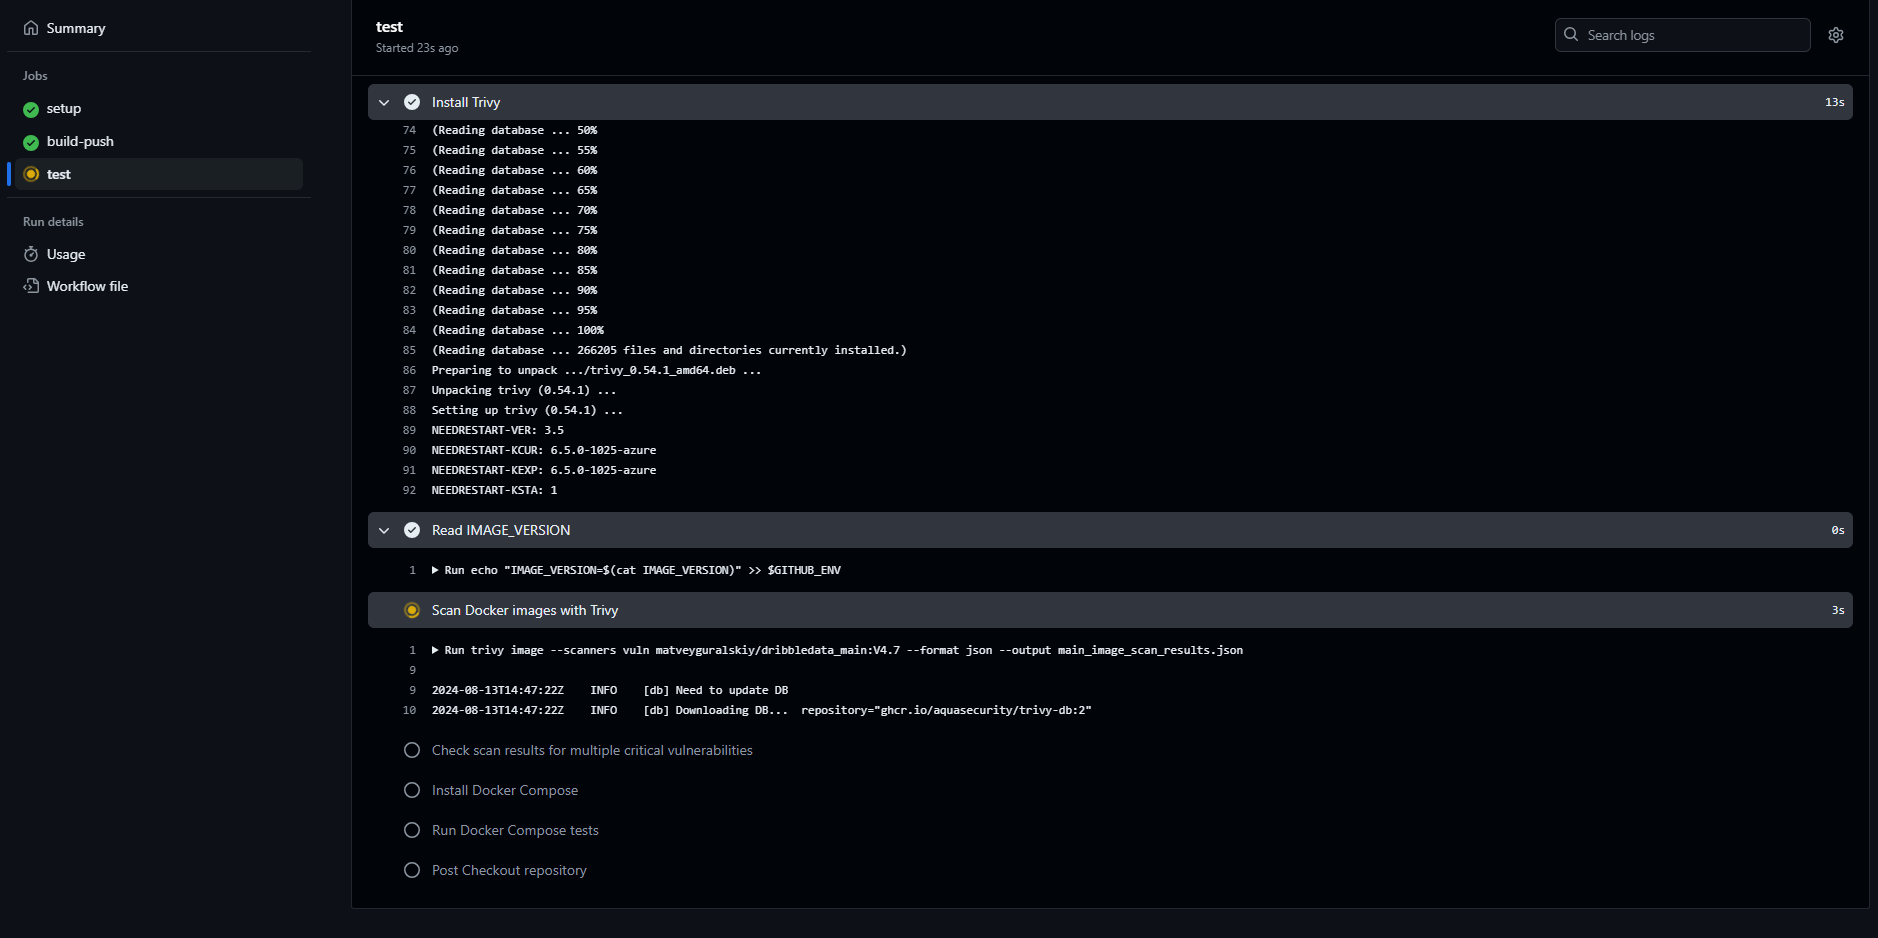 Summary
Jobs
setup
build-push
test
Run details
Usage
Workflow file
test
Started 23s ago
Search logs
Install Trivy 13s
74 (Reading database ... 50%
75 (Reading database ... 55%
76 (Reading database ... 60%
77 (Reading database ... 65%
78 (Reading database ... 70%
79 (Reading database ... 75%
80 (Reading database ... 80%
81 (Reading database ... 85%
82 (Reading database ... 90%
83 (Reading database ... 95%
84 (Reading database ... 100%
85 (Reading database ... 266205 files and directories currently installed.)
86 Preparing to unpack .../trivy_0.54.1_amd64.deb ...
87 Unpacking trivy (0.54.1) ...
88 Setting up trivy (0.54.1) ...
89 NEEDRESTART-VER: 3.5
90 NEEDRESTART-KCUR: 6.5.0-1025-azure
91 NEEDRESTART-KEXP: 6.5.0-1025-azure
92 NEEDRESTART-KSTA: 1
Read IMAGE_VERSION 0s
1 Run echo "IMAGE_VERSION=$(cat IMAGE_VERSION)" >> $GITHUB_ENV
Scan Docker images with Trivy 3s
1 Run trivy image --scanners vuln matveyguralskiy/dribbledata_main:V4.7 --format json --output main_image_scan_results.json
9
9 2024-08-13T14:47:22Z INFO [db] Need to update DB
10 2024-08-13T14:47:22Z INFO [db] Downloading DB... repository="ghcr.io/aquasecurity/trivy-db:2"
Check scan results for multiple critical vulnerabilities
Install Docker Compose
Run Docker Compose tests
Post Checkout repository